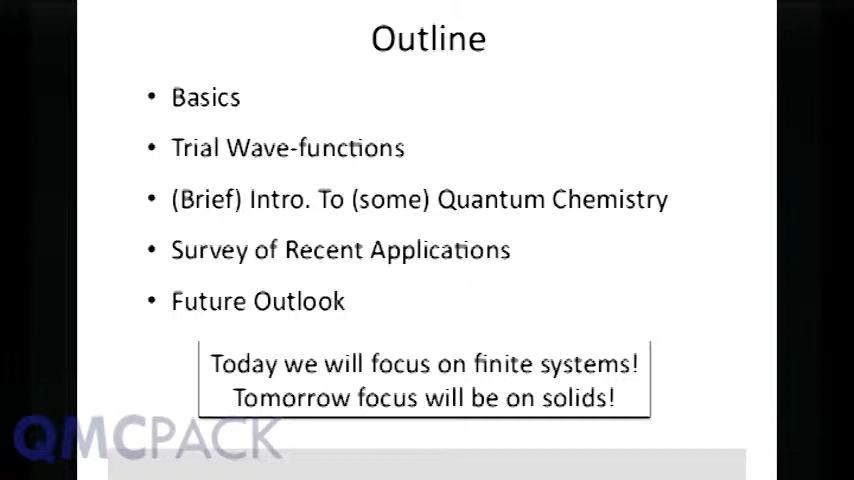 Outline
• Basics
• Trial Wave-functions
• (Brief) Intro. To (some) Quantum Chemistry
• Survey of Recent Applications
• Future Outlook
Today we will focus on finite systems!
Tomorrow focus will be on solids!
QMCPACK